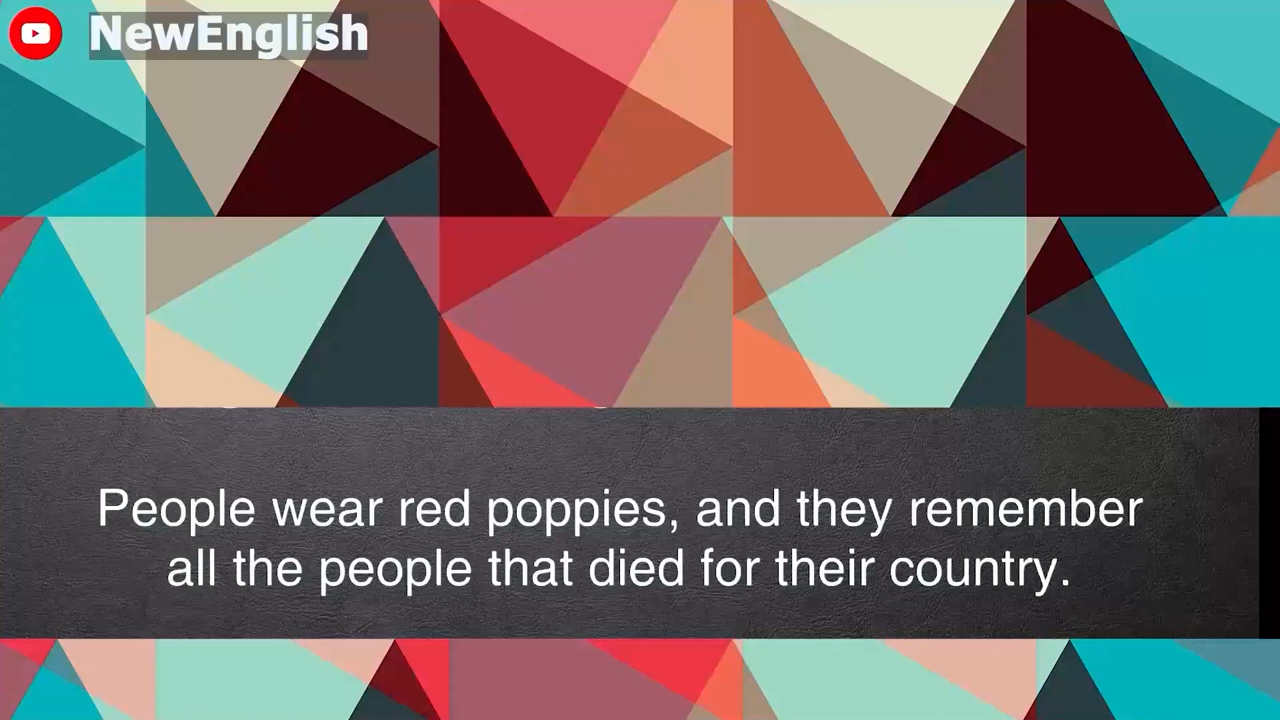 NewEnglish
People wear red poppies, and they remember
all the people that died for their country.